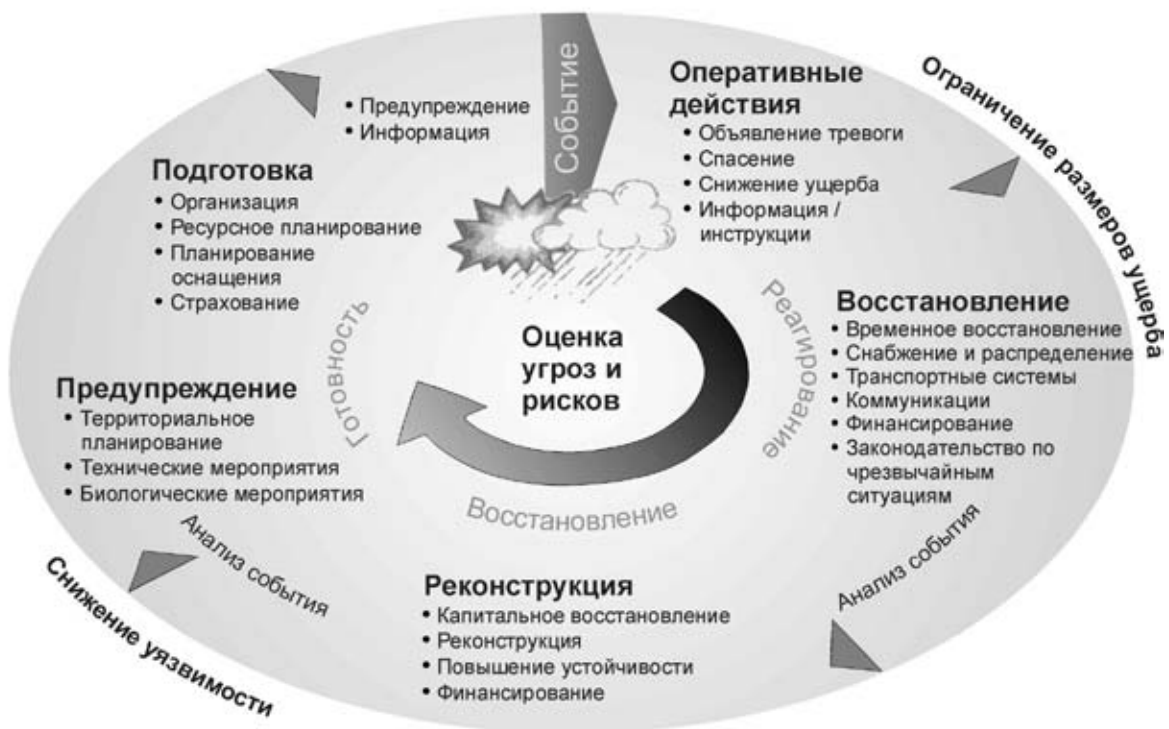 Событие
Оперативные
действия
• Объявление тревоги
• Спасение
• Снижение ущерба
• Информация /
инструкции
Ограничение размеров ущерба
Восстановление
• Временное восстановление
• Снабжение и распределение
• Транспортные системы
• Коммуникации
• Финансирование
• Законодательство по
чрезвычайным
ситуациям
Анализ события
Реконструкция
• Капитальное восстановление
• Реконструкция
• Повышение устойчивости
• Финансирование
Анализ события
Снижение уязвимости
Предупреждение
• Территориальное
планирование
• Технические мероприятия
• Биологические мероприятия
Подготовка
• Организация
• Ресурсное планирование
• Планирование
оснащения
• Страхование
• Предупреждение
• Информация
Оценка
угроз и
рисков
Реагирование
Восстановление
Готовность